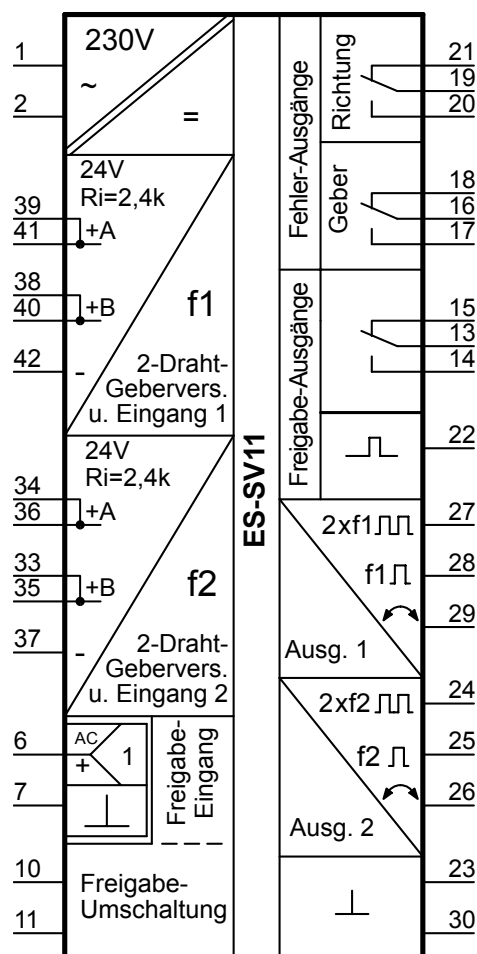 1
2
39
41
38
40
42
34
36
33
35
37
6
7
10
11
230V
~
=
24V
Ri=2,4k
+A
+B
-
f1
2-Draht-
Gebervers.
u. Eingang 1
24V
Ri=2,4k
+A
+B
-
f2
2-Draht-
Gebervers.
u. Eingang 2
AC
+
1
Freigabe-
Eingang
Freigabe-
Umschaltung
ES-SV11
Fehler-Ausgänge
Richtung
Geber
Freigabe-Ausgänge
2xf1
f1
Ausg. 1
2xf2
f2
Ausg. 2
21
19
20
18
16
17
15
13
14
22
27
28
29
24
25
26
23
30